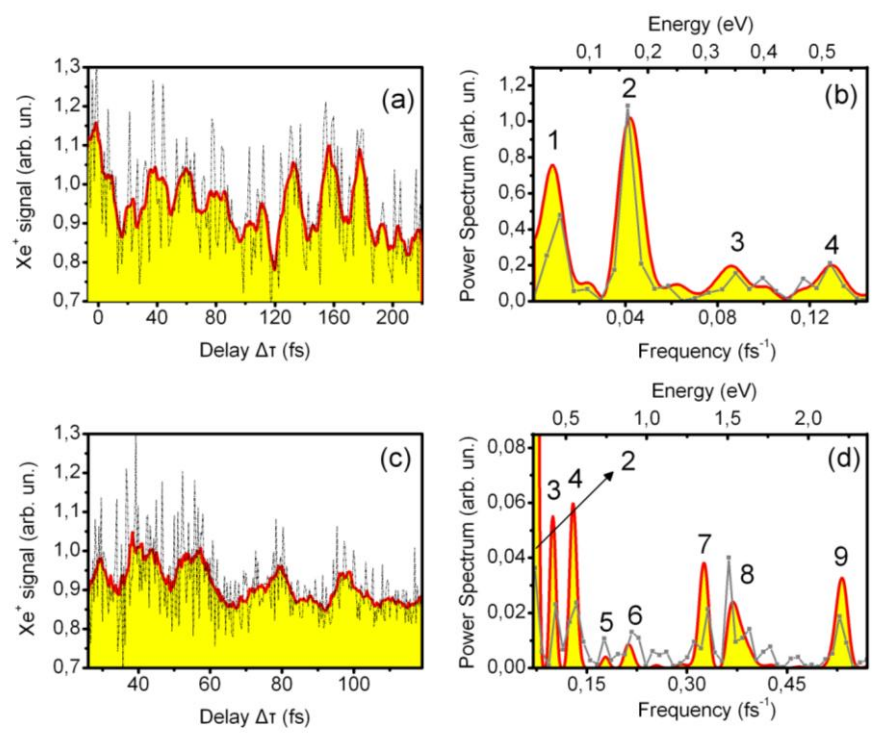 Energy (eV)
0,1 0,2 0,3 0,4 0,5
1,3
1,2
1,1
1,0
0,9
0,8
0,7
Xe⁺ signal (arb. un.)
(a)
0 40 80 120 160 200
Delay Δτ (fs)
1,2
1,0
0,8
0,6
0,4
0,2
0,0
Power Spectrum (arb. un.)
(b)
1 2 3 4
0,04 0,08 0,12
Frequency (fs⁻¹)
1,3
1,2
1,1
1,0
0,9
0,8
0,7
Xe⁺ signal (arb. un.)
(c)
40 60 80 100
Delay Δτ (fs)
Energy (eV)
0,5 1,0 1,5 2,0
0,08
0,06
0,04
0,02
0,00
Power Spectrum (arb. un.)
(d)
3 4 2 5 6 7 8 9
0,15 0,30 0,45
Frequency (fs⁻¹)